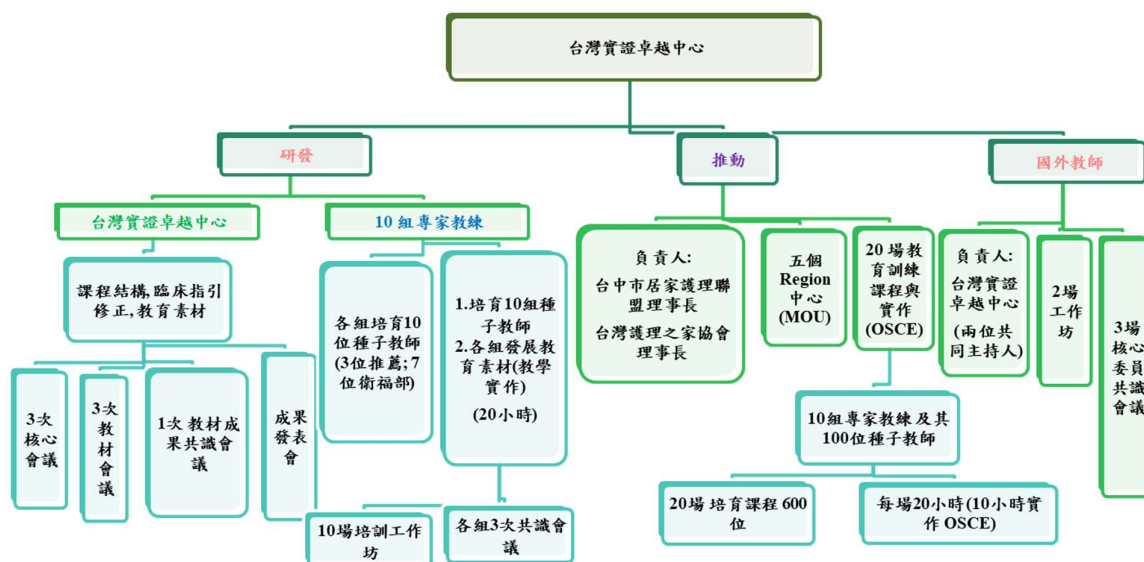 台灣實證卓越中心
研發
推動
國外教師
台灣實證卓越中心
10 組專家教練
負責人:
台中市居家護理聯
盟理事長
台灣護理之家協會
理事長
五個
Region
中心
(MOU)
20 場教
育訓練
課程與
實作
(OSCE)
負責人:
台灣實證
卓越中心
(兩位共
同主持人)
2場
工作
坊
3場
核心
委員
共識
會議
課程結構,臨床指引
修正,教育素材
各組培育10
位種子教師
(3位推薦; 7
位衛福部)
1.培育10組種
子教師
2.各組發展教
育素材(教學
實作)
(20小時)
3次
核心
會議
3次
教材
會議
1次 教材成
果共識會議
成果
發表
會
10組專家教練 及其
100位種子教師
10場培訓工作
坊
各組3次共識會
議
20場 培育課程 600
位
每場20小時(10小時實
作 OSCE)